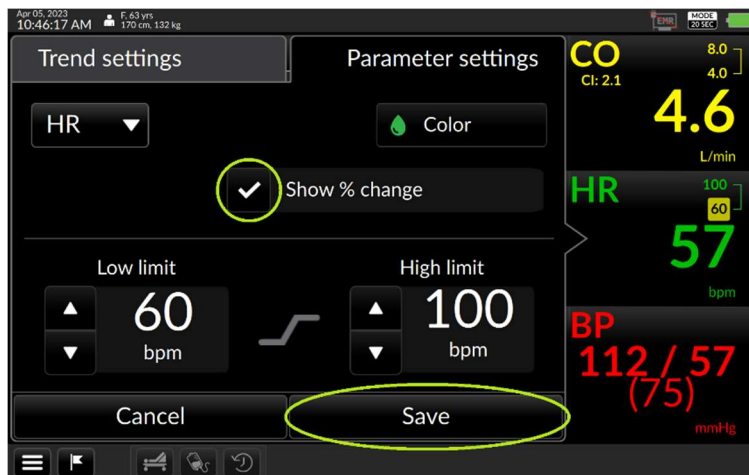 Apr 05, 2023
10:46:17 AM
F, 63 yrs
170 cm, 132 kg
EMR
MODE
20 SEC
Trend settings
Parameter settings
HR
Color
Show % change
Low limit
60
bpm
High limit
100
bpm
Cancel
Save
CO
CI: 2.1
8.0
4.0
4.6
L/min
HR
100
60
57
bpm
BP
112 / 57
(75)
mmHg